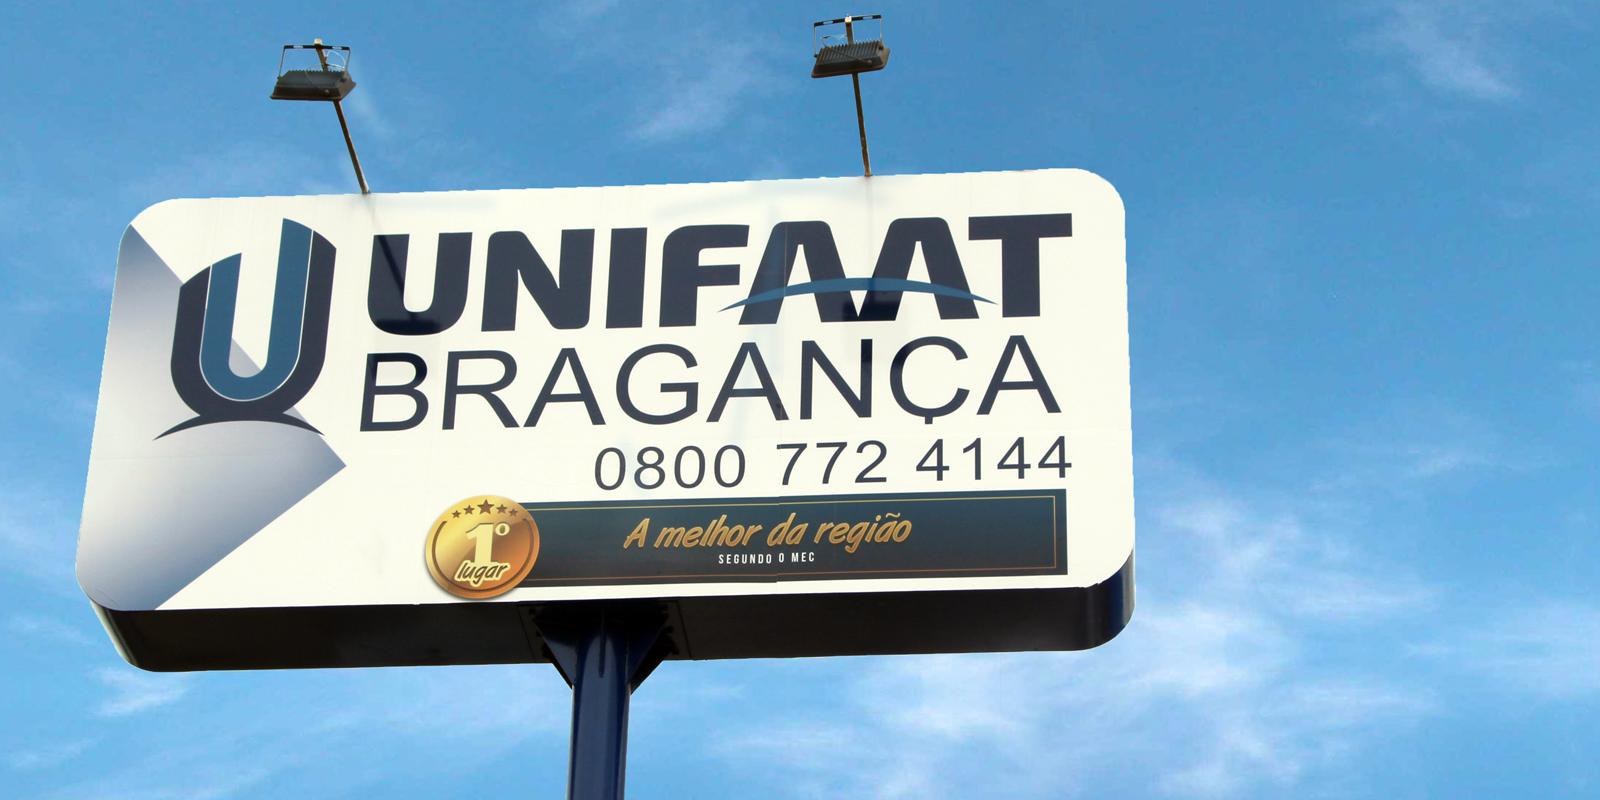 UNIFAAT
BRAGANÇA
0800 772 4144
1º
lugar
A melhor da região
SEGUNDO O MEC